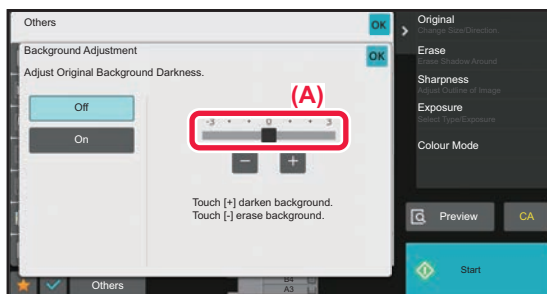 Others
OK
Background Adjustment
OK
Adjust Original Background Darkness.
Off
On
(A)
-3 • • 0 • • 3
-
+
Touch [+] darken background.
Touch [-] erase background.
Others
B4
A3
Original
Change Size/Direction.
Erase
Erase Shadow Around
Sharpness
Adjust Outline of Image
Exposure
Select Type/Exposure
Colour Mode
Preview
CA
Start